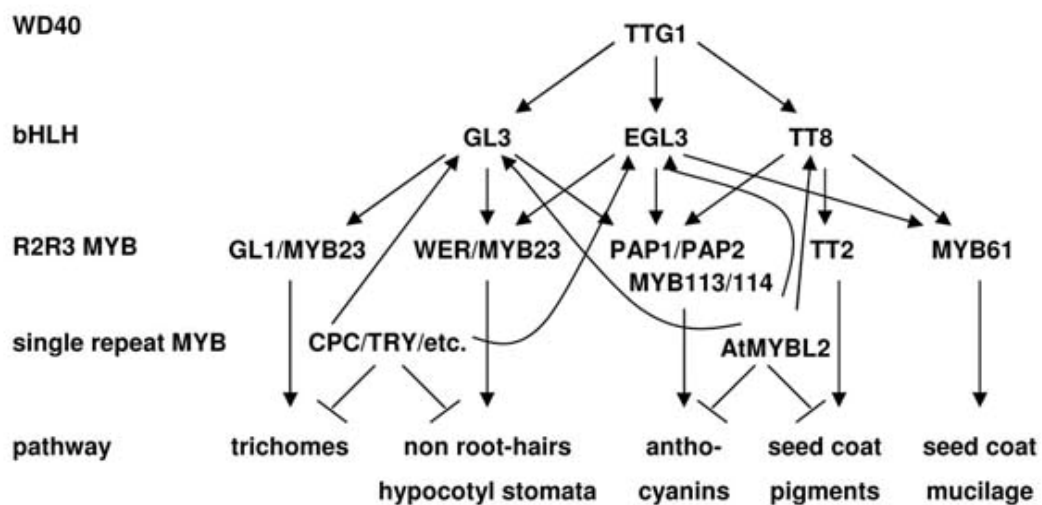 WD40 TTG1
bHLH GL3 EGL3 TT8
R2R3 MYB GL1/MYB23 WER/MYB23 PAP1/PAP2 TT2 MYB61
MYB113/114
single repeat MYB CPC/TRY/etc. AtMYBL2
pathway trichomes non root-hairs antho- seed coat seed coat
hypocotyl stomata cyanins pigments mucilage